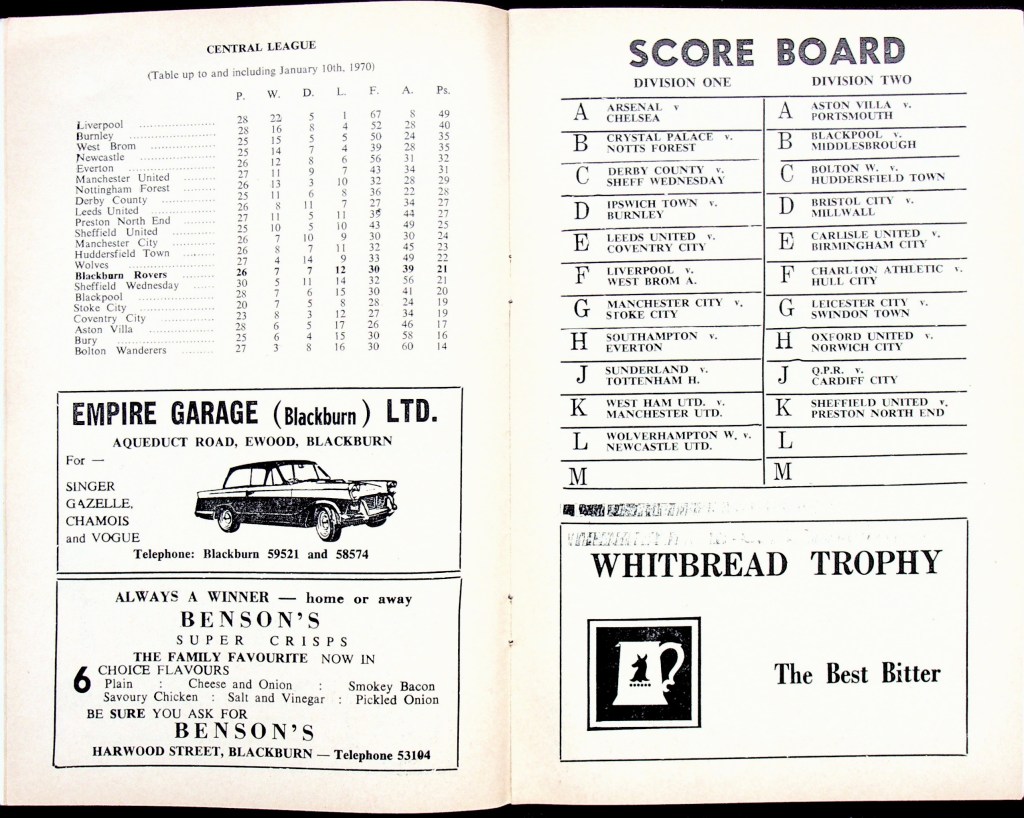 CENTRAL LEAGUE
(Table up to and including January 10th, 1970)
P. W. D. L. F. A. Ps.
Liverpool .................... 28 22 5 1 67 8 49
Burnley .................... 28 16 8 4 52 28 40
West Brom .................... 25 15 5 5 50 24 35
Newcastle .................... 25 14 7 4 39 28 35
Everton .................... 26 12 8 6 56 31 32
Manchester United ......... 27 11 9 7 43 34 31
Nottingham Forest ......... 26 13 3 10 32 28 29
Derby County ............... 25 11 6 8 36 22 28
Leeds United ............... 26 8 11 7 27 34 27
Preston North End ......... 27 11 5 11 35 44 27
Sheffield United ............ 25 10 5 10 43 49 25
Manchester City ............ 26 7 10 9 30 30 24
Huddersfield Town ......... 26 8 7 11 32 45 23
Wolves .................... 27 4 14 9 33 49 22
Blackburn Rovers ......... 26 7 7 12 30 39 21
Sheffield Wednesday ...... 30 5 11 14 32 56 21
Blackpool .................... 28 7 6 15 30 41 20
Stoke City .................... 20 7 5 8 28 24 19
Coventry City ............... 23 8 3 12 27 34 19
Aston Villa .................... 28 6 5 17 26 46 17
Bury .................... 25 6 4 15 30 58 16
Bolton Wanderers ......... 27 3 8 16 30 60 14
EMPIRE GARAGE (Blackburn) LTD.
AQUEDUCT ROAD, EWOOD, BLACKBURN
For —
SINGER
GAZELLE,
CHAMOIS
and VOGUE
Telephone: Blackburn 59521 and 58574
ALWAYS A WINNER — home or away
BENSON'S
SUPER CRISPS
THE FAMILY FAVOURITE NOW IN
6 CHOICE FLAVOURS
Plain : Cheese and Onion : Smokey Bacon
Savoury Chicken : Salt and Vinegar : Pickled Onion
BE SURE YOU ASK FOR
BENSON'S
HARWOOD STREET, BLACKBURN — Telephone 53104
SCORE BOARD
DIVISION ONE
A ARSENAL v
CHELSEA
B CRYSTAL PALACE v.
NOTTS FOREST
C DERBY COUNTY v.
SHEFF WEDNESDAY
D IPSWICH TOWN v.
BURNLEY
E LEEDS UNITED v.
COVENTRY CITY
F LIVERPOOL v.
WEST BROM A.
G MANCHESTER CITY v.
STOKE CITY
H SOUTHAMPTON v.
EVERTON
J SUNDERLAND v.
TOTTENHAM H.
K WEST HAM UTD. v.
MANCHESTER UTD.
L WOLVERHAMPTON W. v.
NEWCASTLE UTD.
M
DIVISION TWO
A ASTON VILLA v.
PORTSMOUTH
B BLACKPOOL v.
MIDDLESBROUGH
C BOLTON W. v.
HUDDERSFIELD TOWN
D BRISTOL CITY v.
MILLWALL
E CARLISLE UNITED v.
BIRMINGHAM CITY
F CHARLTON ATHLETIC v.
HULL CITY
G LEICESTER CITY v.
SWINDON TOWN
H OXFORD UNITED v.
NORWICH CITY
J Q.P.R. v.
CARDIFF CITY
K SHEFFIELD UNITED v.
PRESTON NORTH END
L
M
WHITBREAD TROPHY
The Best Bitter